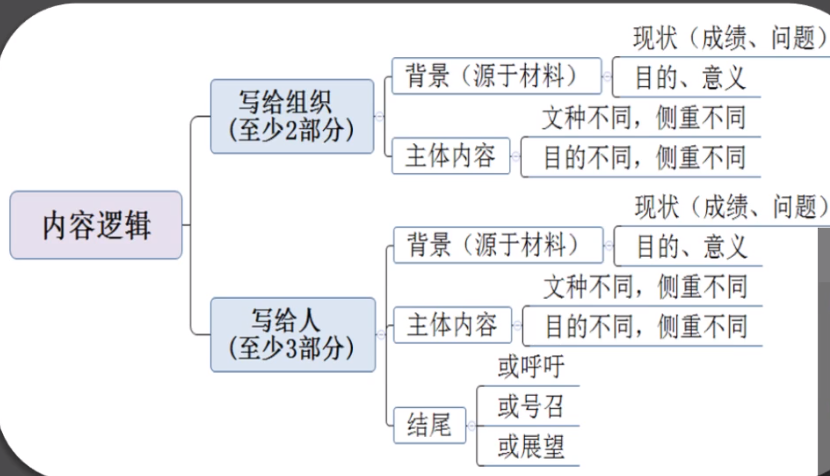 内容逻辑
写给组织
(至少2部分)
背景（源于材料）
现状（成绩、问题）
目的、意义
主体内容
文种不同，侧重不同
目的不同，侧重不同
写给人
(至少3部分)
背景（源于材料）
现状（成绩、问题）
目的、意义
主体内容
文种不同，侧重不同
目的不同，侧重不同
结尾
或呼吁
或号召
或展望